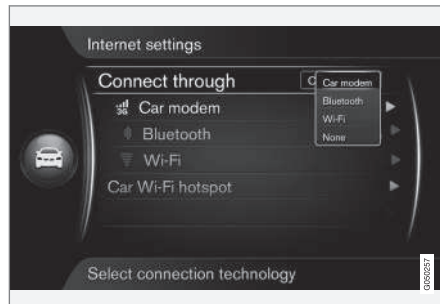 Internet settings
Connect through
C
Car modem
Bluetooth
Wi-Fi
None
3G
Car modem
Bluetooth
Wi-Fi
Car Wi-Fi hotspot
Select connection technology
G050257